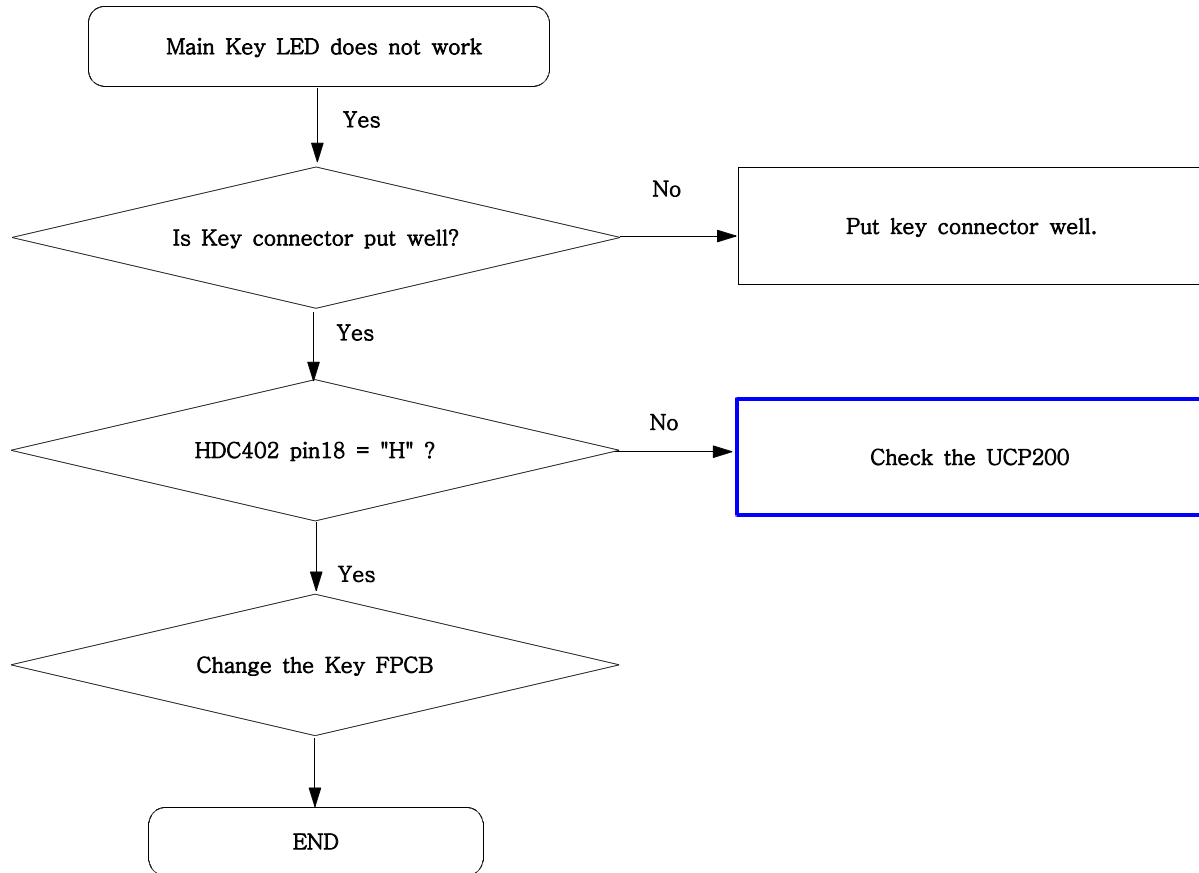 Main Key LED does not work
Yes
No
Is Key connector put well?
Put key connector well.
Yes
No
HDC402 pin18 = "H" ?
Check the UCP200
Yes
Change the Key FPCB
END